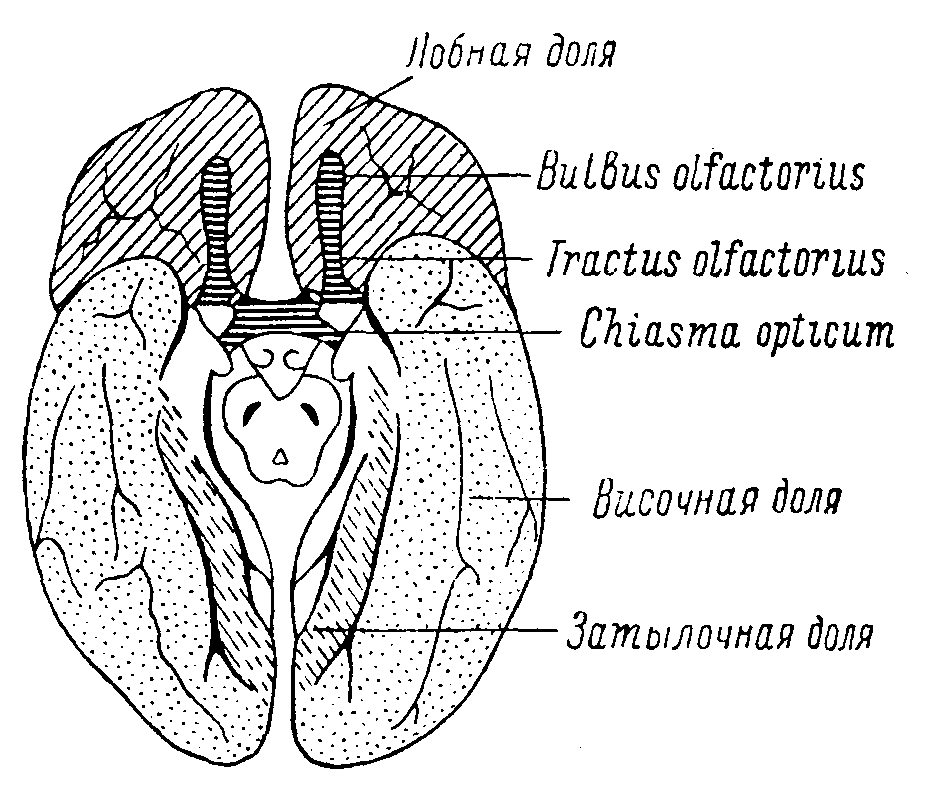 Лобная доля
Bulbus olfactorius
Tractus olfactorius
Chiasma opticum
Височная доля
Затылочная доля